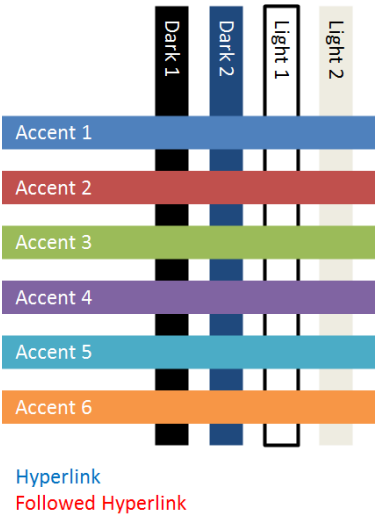 Dark 1
Dark 2
Light 1
Light 2
Accent 1
Accent 2
Accent 3
Accent 4
Accent 5
Accent 6
Hyperlink
Followed Hyperlink